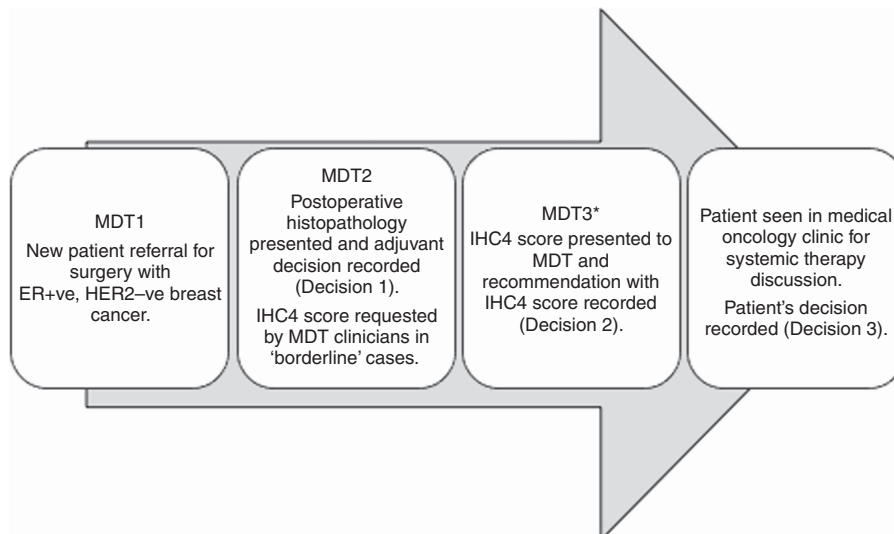 MDT1
New patient referral for
surgery with
ER+ve, HER2–ve breast
cancer.
MDT2
Postoperative
histopathology
presented and adjuvant
decision recorded
(Decision 1).
IHC4 score requested
by MDT clinicians in
‘borderline’ cases.
MDT3*
IHC4 score presented to
MDT and
recommendation with
IHC4 score recorded
(Decision 2).
Patient seen in medical
oncology clinic for
systemic therapy
discussion.
Patient’s decision
recorded (Decision 3).